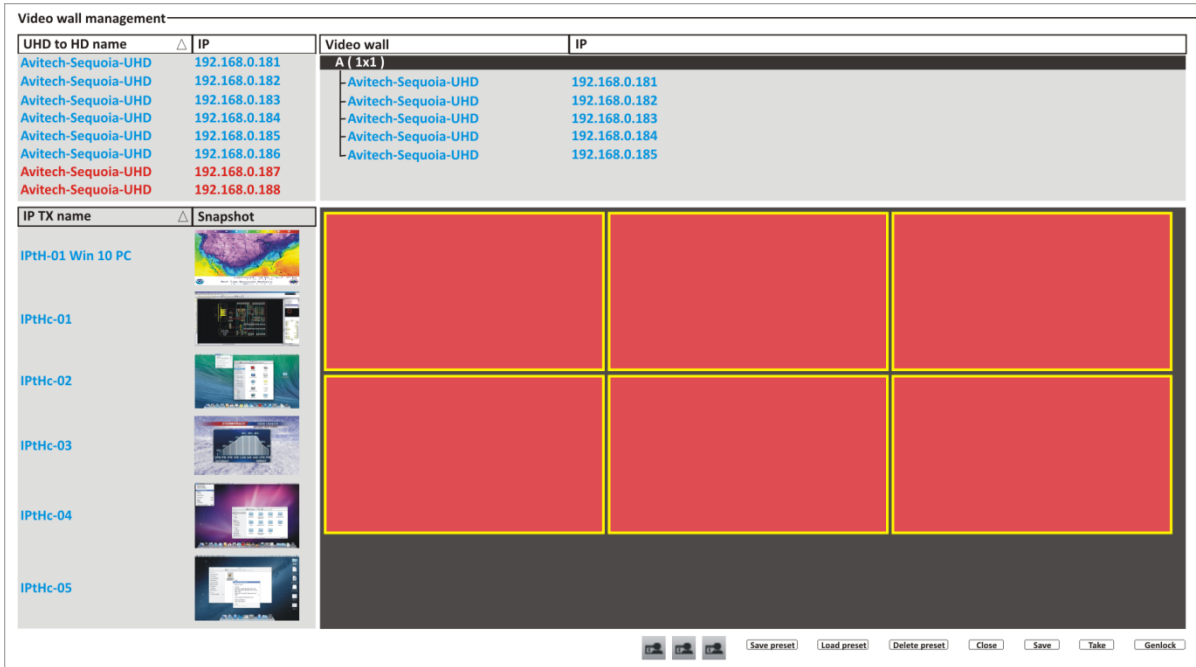 Video wall management
UHD to HD name △ IP
Avitech-Sequoia-UHD 192.168.0.181
Avitech-Sequoia-UHD 192.168.0.182
Avitech-Sequoia-UHD 192.168.0.183
Avitech-Sequoia-UHD 192.168.0.184
Avitech-Sequoia-UHD 192.168.0.185
Avitech-Sequoia-UHD 192.168.0.186
Avitech-Sequoia-UHD 192.168.0.187
Avitech-Sequoia-UHD 192.168.0.188
Video wall IP
A ( 1x1 )
Avitech-Sequoia-UHD 192.168.0.181
Avitech-Sequoia-UHD 192.168.0.182
Avitech-Sequoia-UHD 192.168.0.183
Avitech-Sequoia-UHD 192.168.0.184
Avitech-Sequoia-UHD 192.168.0.185
IP TX name △ Snapshot
IPtH-01 Win 10 PC
IPtHc-01
IPtHc-02
IPtHc-03
IPtHc-04
IPtHc-05
Save preset Load preset Delete preset Close Save Take Genlock